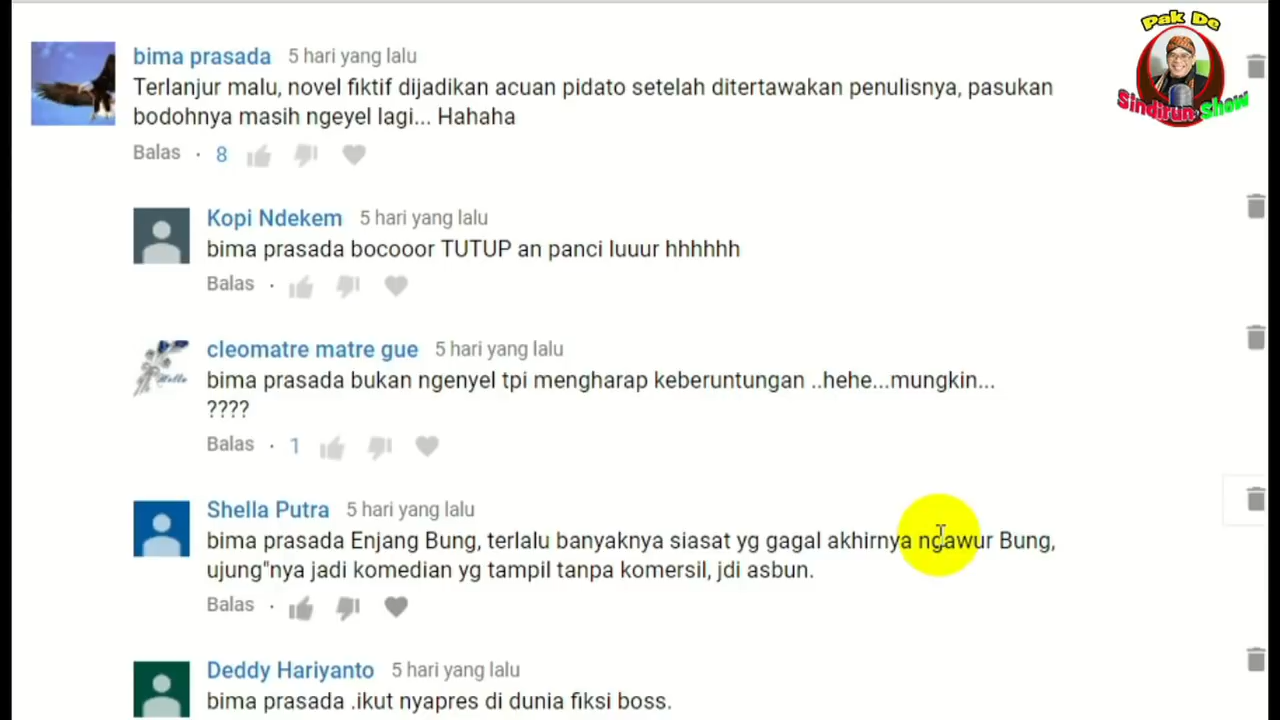 Pak De
Sindirun Show
bima prasada 5 hari yang lalu
Terlanjur malu, novel fiktif dijadikan acuan pidato setelah ditertawakan penulisnya, pasukan
bodohnya masih ngeyel lagi... Hahaha
Balas · 8
Kopi Ndekem 5 hari yang lalu
bima prasada bocooor TUTUP an panci luuur hhhhhh
Balas ·
cleomatre matre gue 5 hari yang lalu
bima prasada bukan ngenyel tpi mengharap keberuntungan ..hehe...mungkin...
????
Balas · 1
Hello
Shella Putra 5 hari yang lalu
bima prasada Enjang Bung, terlalu banyaknya siasat yg gagal akhirnya ngawur Bung,
ujung"nya jadi komedian yg tampil tanpa komersil, jdi asbun.
Balas ·
Deddy Hariyanto 5 hari yang lalu
bima prasada .ikut nyapres di dunia fiksi boss.